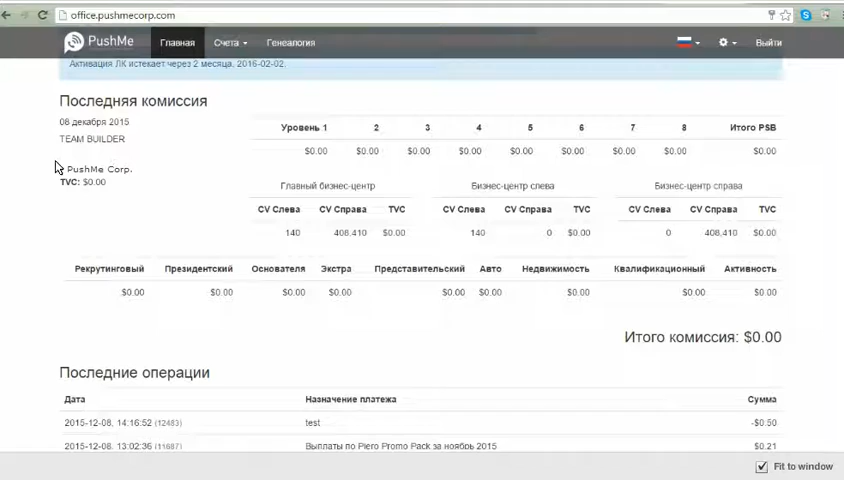 office.pushmecorp.com
PushMe Главная Счета Генеалогия Выйти
Активация ЛК истекает через 2 месяца, 2016-02-02.
Последняя комиссия
08 декабря 2015
TEAM BUILDER
PushMe Corp.
TVC: $0.00
Уровень 1 2 3 4 5 6 7 8 Итого PSB
$0.00 $0.00 $0.00 $0.00 $0.00 $0.00 $0.00 $0.00 $0.00
Главный бизнес-центр Бизнес-центр слева Бизнес-центр справа
CV Слева CV Справа TVC CV Слева CV Справа TVC CV Слева CV Справа TVC
140 408,410 $0.00 140 0 $0.00 0 408,410 $0.00
Рекрутинговый Президентский Основателя Экстра Представительский Авто Недвижимость Квалификационный Активность
$0.00 $0.00 $0.00 $0.00 $0.00 $0.00 $0.00 $0.00 $0.00
Итого комиссия: $0.00
Последние операции
Дата Назначение платежа Сумма
2015-12-08, 14:16:52 (12483) test -$0.50
2015-12-08, 13:02:36 (11687) Выплаты по Piero Promo Pack за ноябрь 2015 $0.21
Fit to window